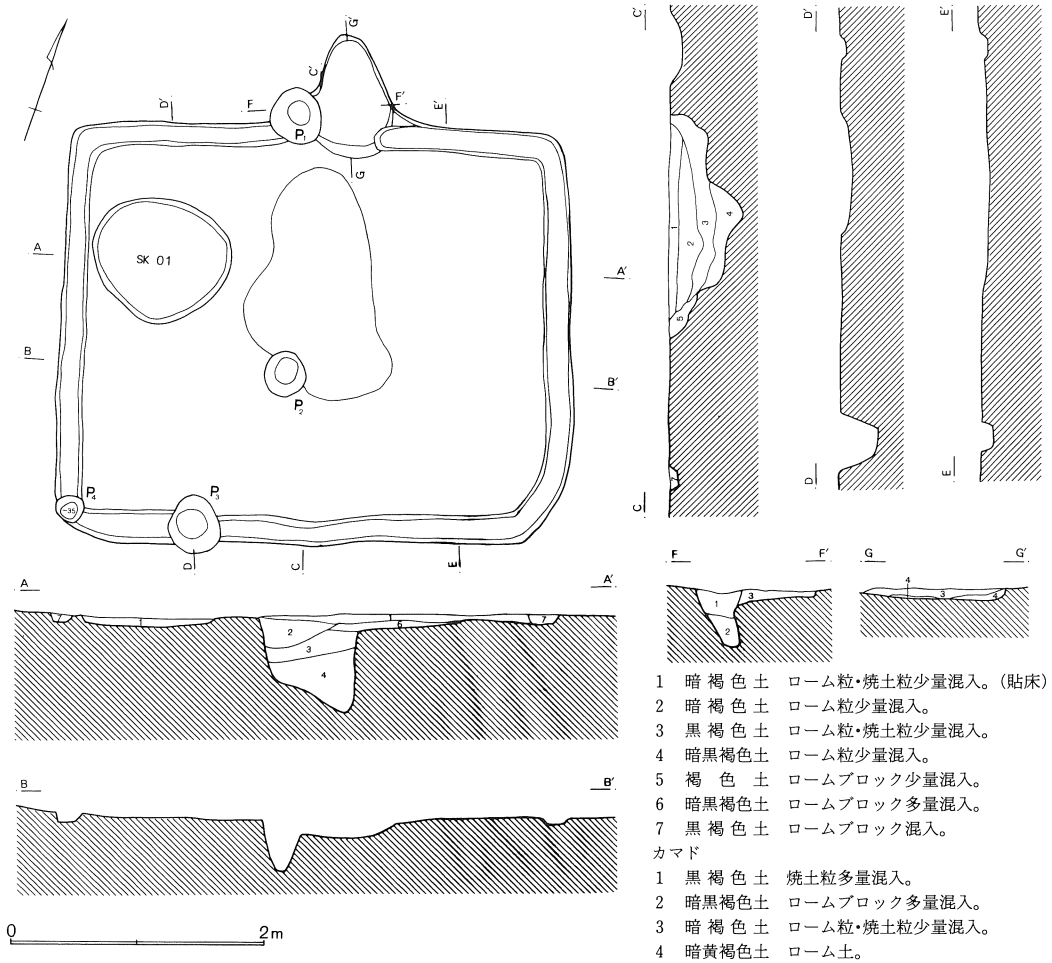 G'
C'
D'
F
F'
E'
P1
G
SK 01
A
A'
B
B'
P2
P4
P3
-35
D
C
E
C'
1
2
3
4
5
7
C
D'
D
E'
E
A
A'
1
2
3
4
6
7
B
B'
0
2m
F
F'
1
2
3
G
G'
4
3
4
1 暗褐色土 ローム粒・焼土粒少量混入。(貼床)
2 暗褐色土 ローム粒少量混入。
3 黒褐色土 ローム粒・焼土粒少量混入。
4 暗黒褐色土 ローム粒少量混入。
5 褐色土 ロームブロック少量混入。
6 暗黒褐色土 ロームブロック多量混入。
7 黒褐色土 ロームブロック混入。
カマド
1 黒褐色土 焼土粒多量混入。
2 暗黒褐色土 ロームブロック多量混入。
3 暗褐色土 ローム粒・焼土粒少量混入。
4 暗黄褐色土 ローム土。